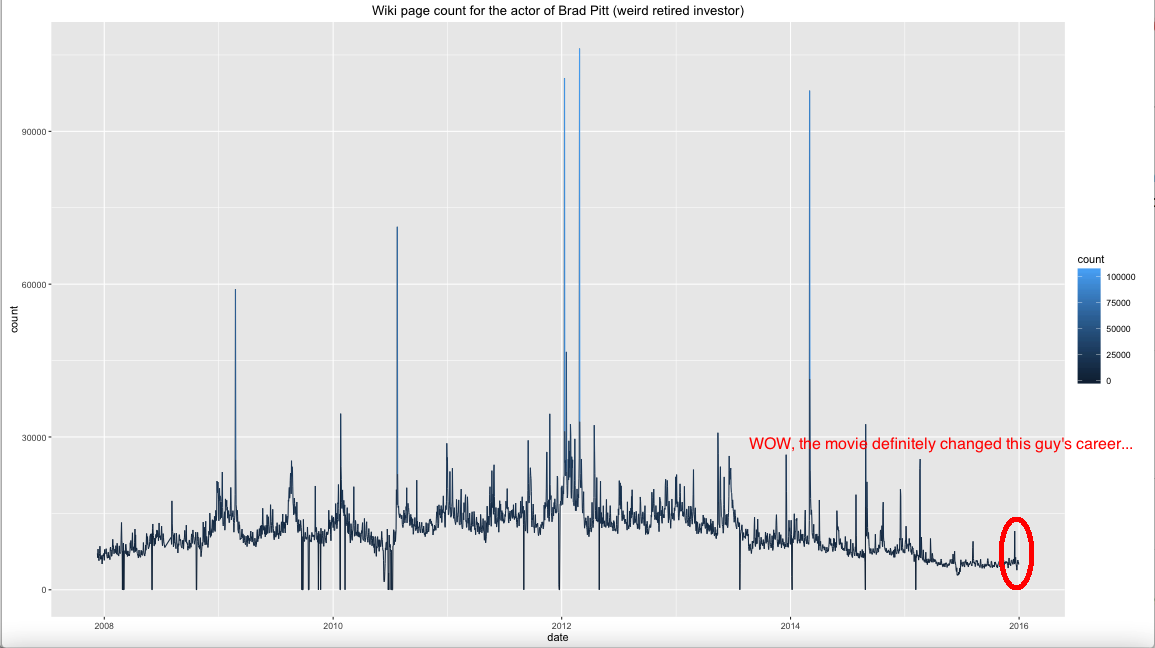 Wiki page count for the actor of Brad Pitt (weird retired investor)
count
90000
60000
30000
0
WOW, the movie definitely changed this guy's career...
count
100000
75000
50000
25000
0
2008
2010
2012
2014
2016
date